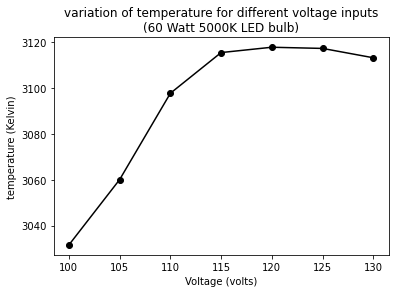 variation of temperature for different voltage inputs
(60 Watt 5000K LED bulb)
temperature (Kelvin)
3120
3100
3080
3060
3040
100 105 110 115 120 125 130
Voltage (volts)